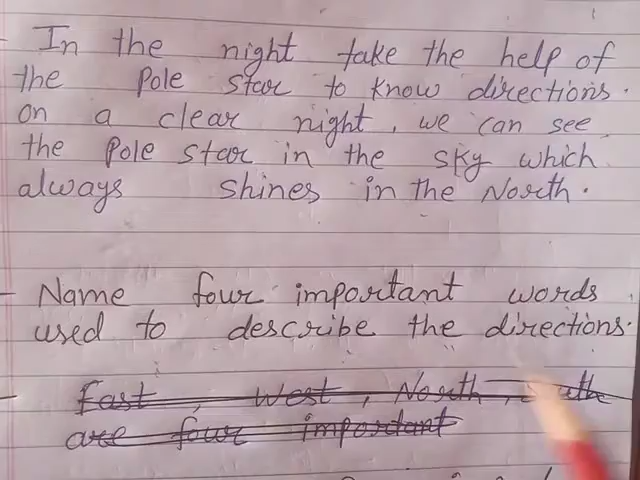 In the night take the help of
the Pole star to know directions.
on a clear night, we can see
the Pole star in the sky which
always shines in the North.
Name four important words
used to describe the directions.
East, West, North,
are four important